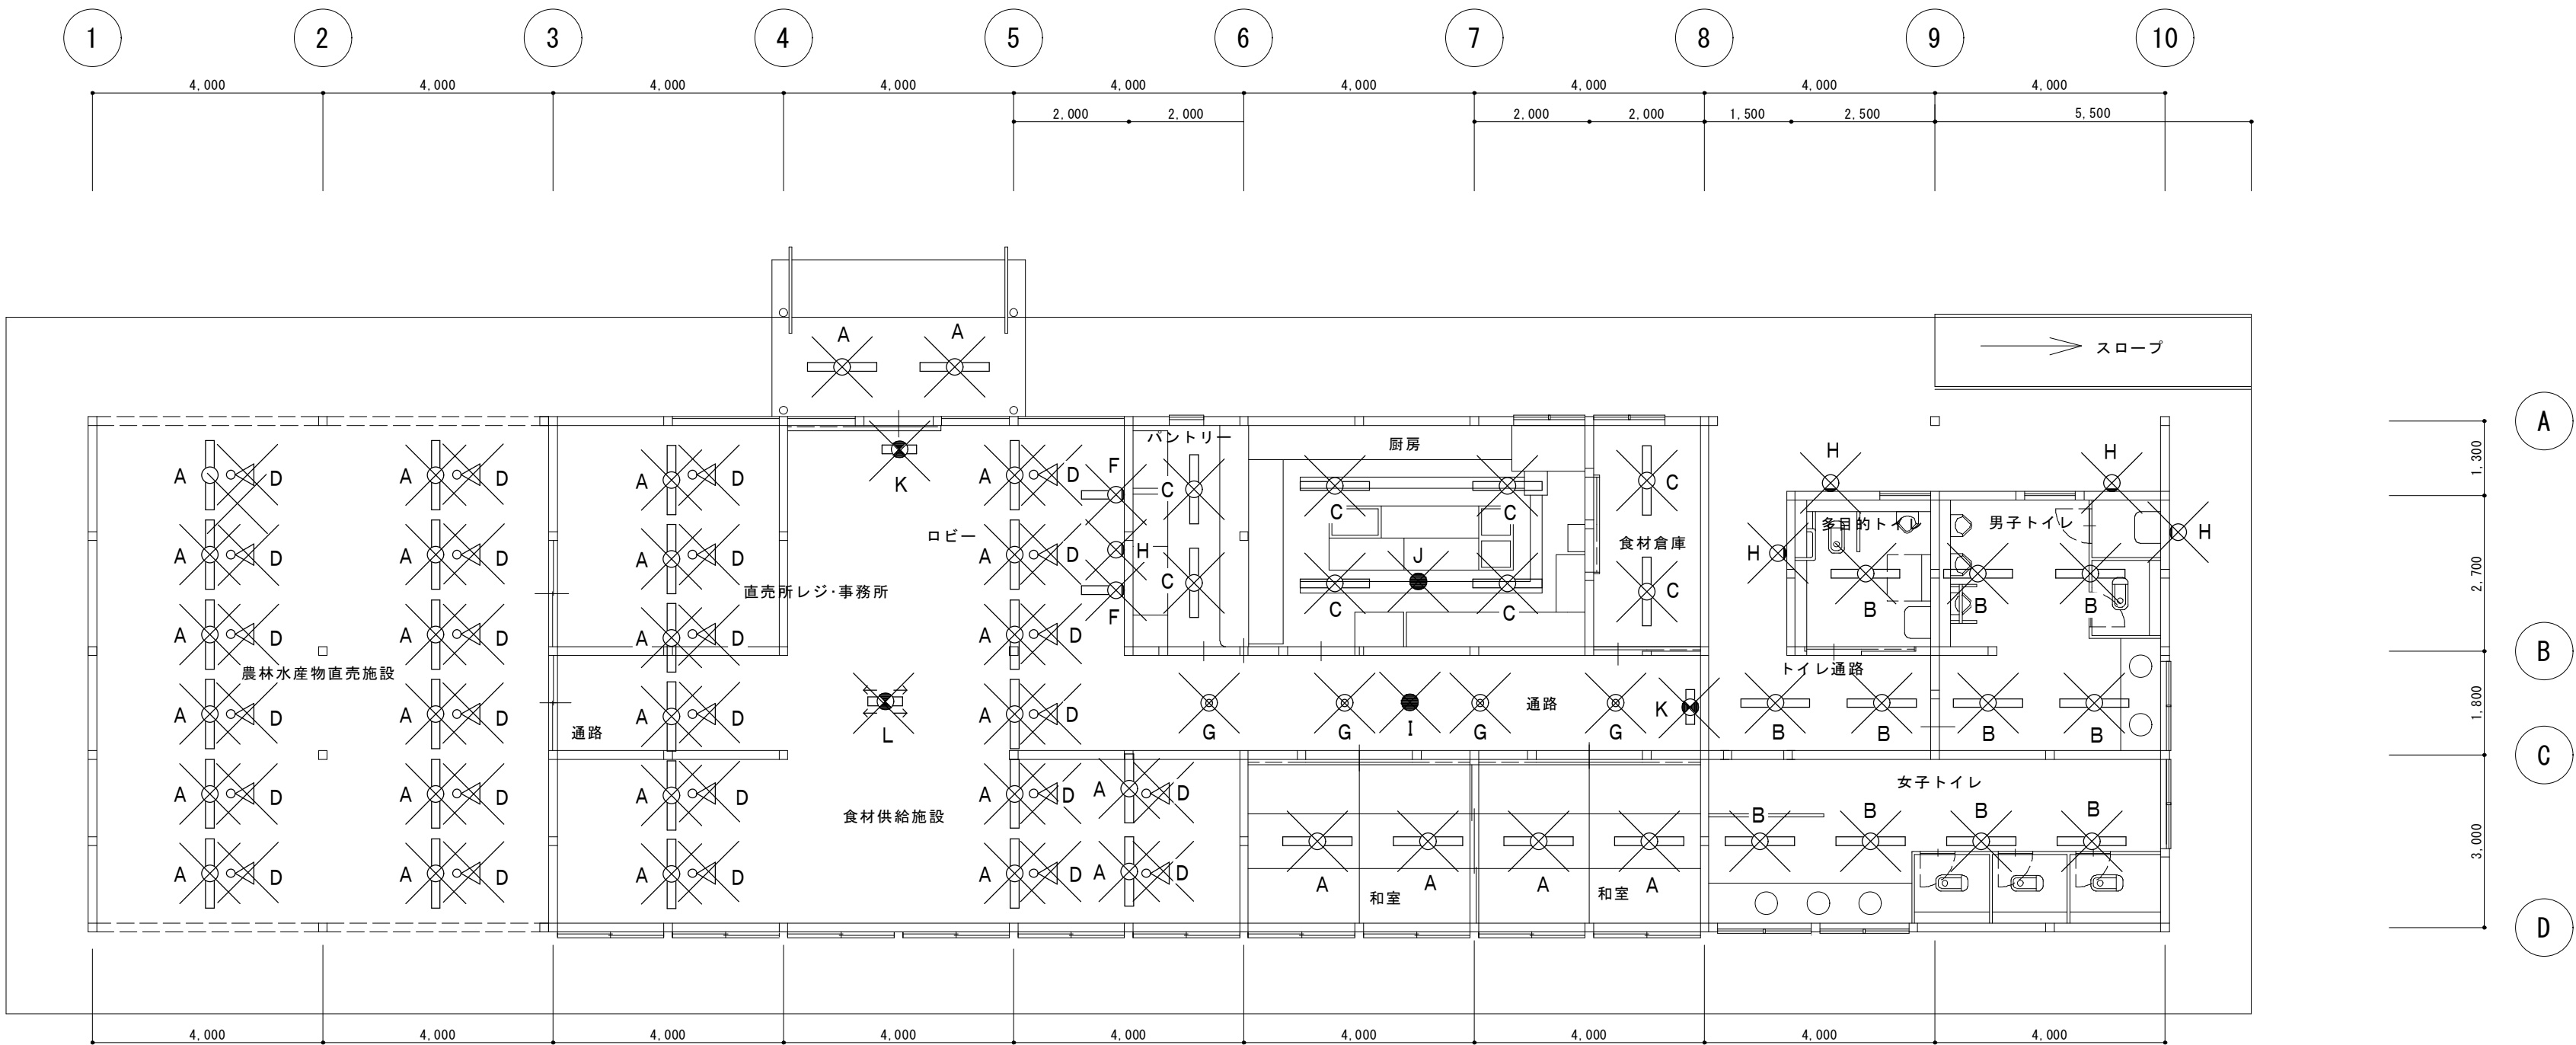 1 2 3 4 5 6 7 8 9 10
4,000 4,000 4,000 4,000 4,000 4,000 4,000 4,000 4,000
2,000 2,000 2,000 2,000 1,500 2,500 5,500
A A
スロープ
A
K
パントリー 厨房
H H
1,300
A D A D A D A D F C C C C
多目的トイレ 男子トイレ
H
ロビー
A D A D A D A D H J 食材倉庫 H
2,700
直売所レジ・事務所
C C C C
F B B B
A D A D A D A D
B
農林水産物直売施設
トイレ通路
A D A D A D A D
通路 L G G I G 通路 G K B B B B
1,800
C
女子トイレ
A D A D A D A D A D
食材供給施設
B B B B
3,000
A D A D A D A D A D
A A A A
和室 和室
D
4,000 4,000 4,000 4,000 4,000 4,000 4,000 4,000 4,000